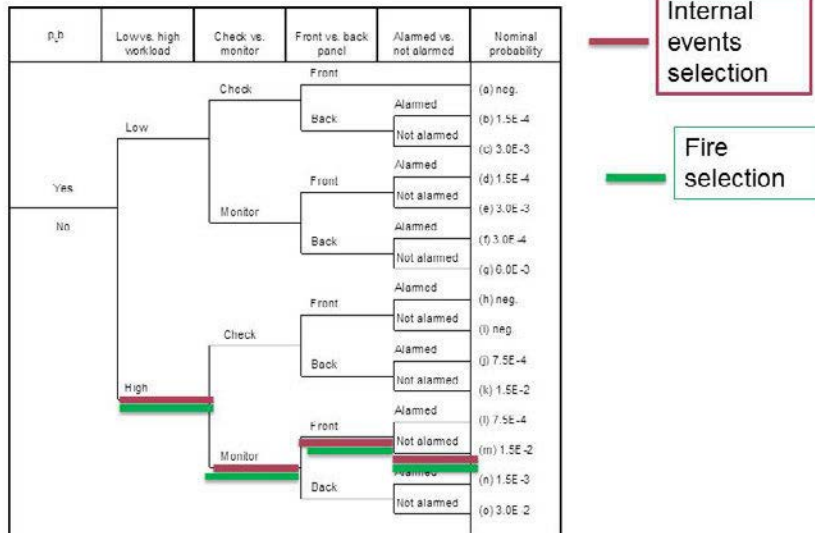 p_b
Low vs. high workload
Check vs. monitor
Front vs. back panel
Alarmed vs. not alarmed
Nominal probability
Internal events selection
Fire selection
Yes
No
Low
Check
Front
(a) neg.
Back
Alarmed
(b) 1.5E-4
Not alarmed
(c) 3.0E-3
Monitor
Front
Alarmed
(d) 1.5E-4
Not alarmed
(e) 3.0E-3
Back
Alarmed
(f) 3.0E-4
Not alarmed
(g) 6.0E-3
High
Check
Front
Alarmed
(h) neg.
Not alarmed
(i) neg
Back
Alarmed
(j) 7.5E-4
Not alarmed
(k) 1.5E-2
Monitor
Front
Alarmed
(l) 7.5E-4
Not alarmed
(m) 1.5E-2
Back
Alarmed
(n) 1.5E-3
Not alarmed
(o) 3.0E-2